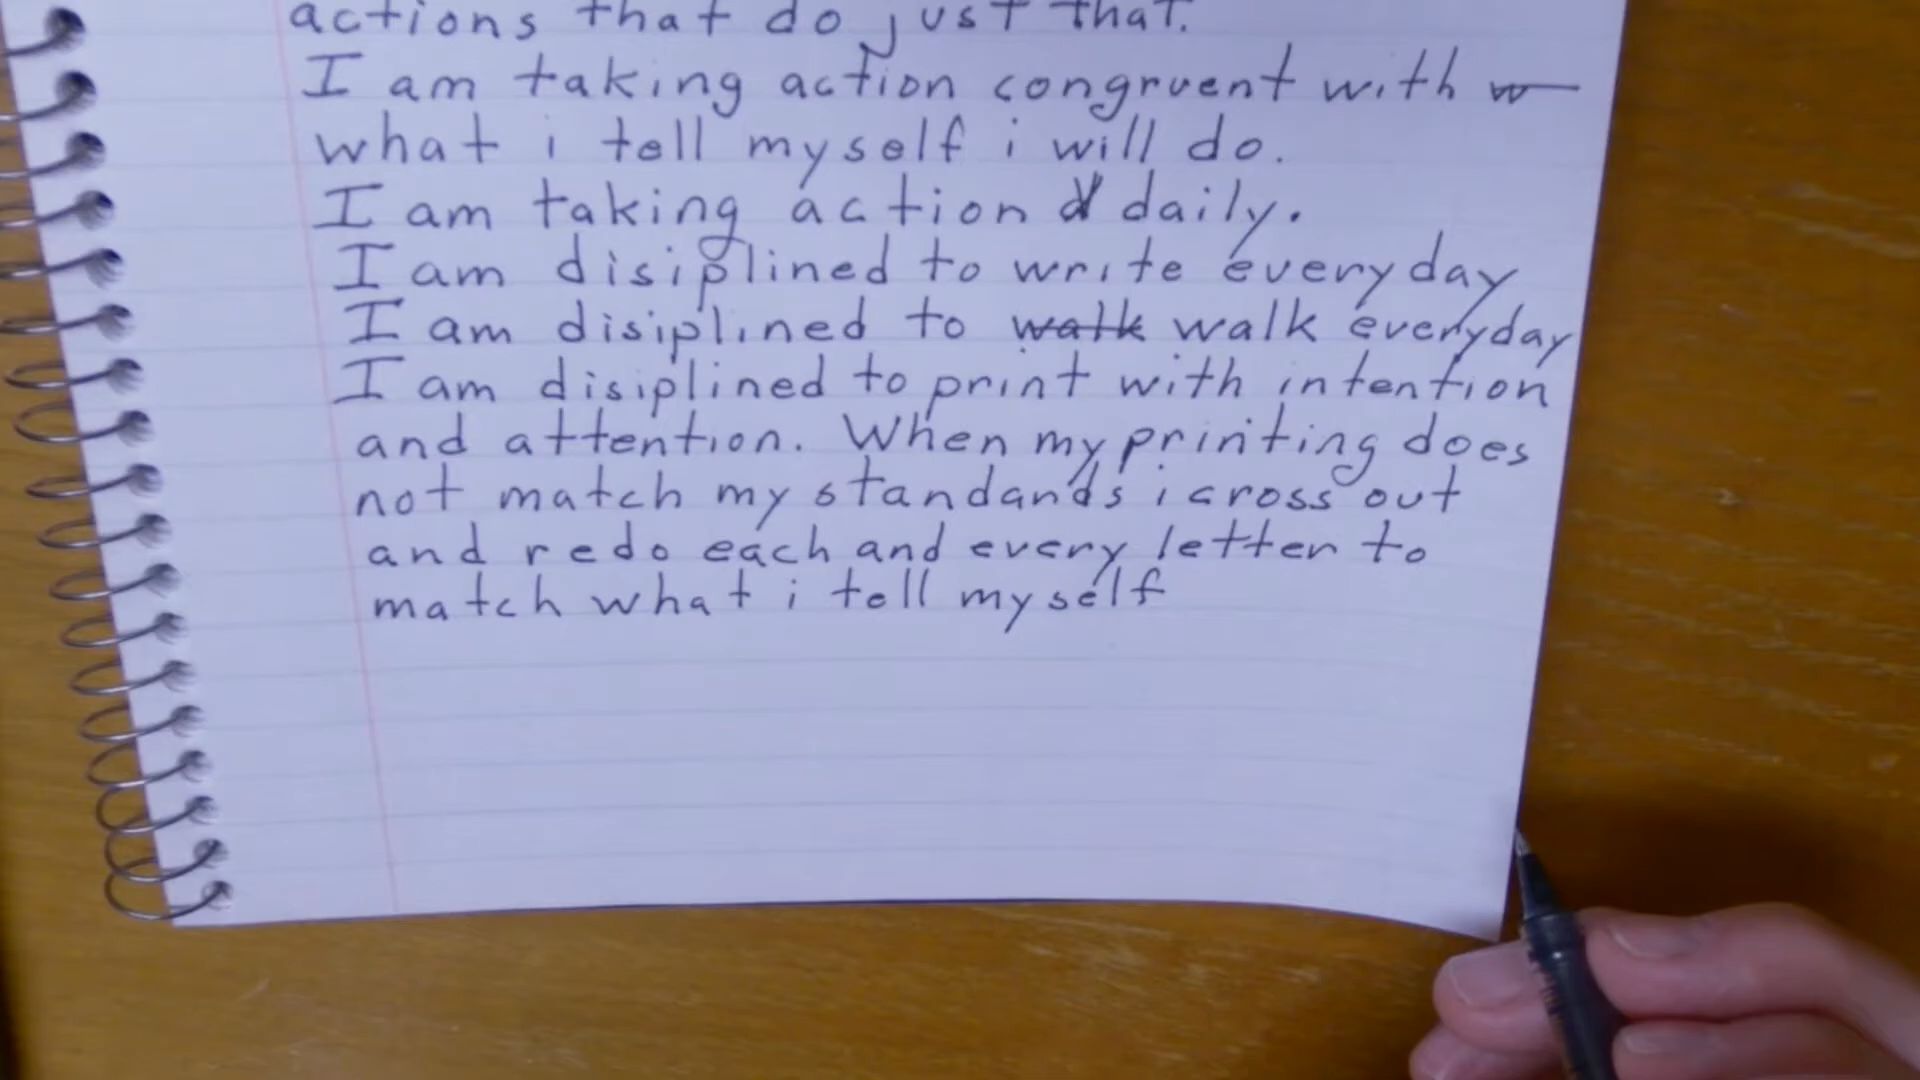 actions that do just that.
I am taking action congruent with w
what i tell myself i will do.
I am taking action d daily.
I am disiplined to write everyday
I am disiplined to walk walk everyday
I am disiplined to print with intention
and attention. When my printing does
not match my standards i cross out
and redo each and every letter to
match what i tell myself